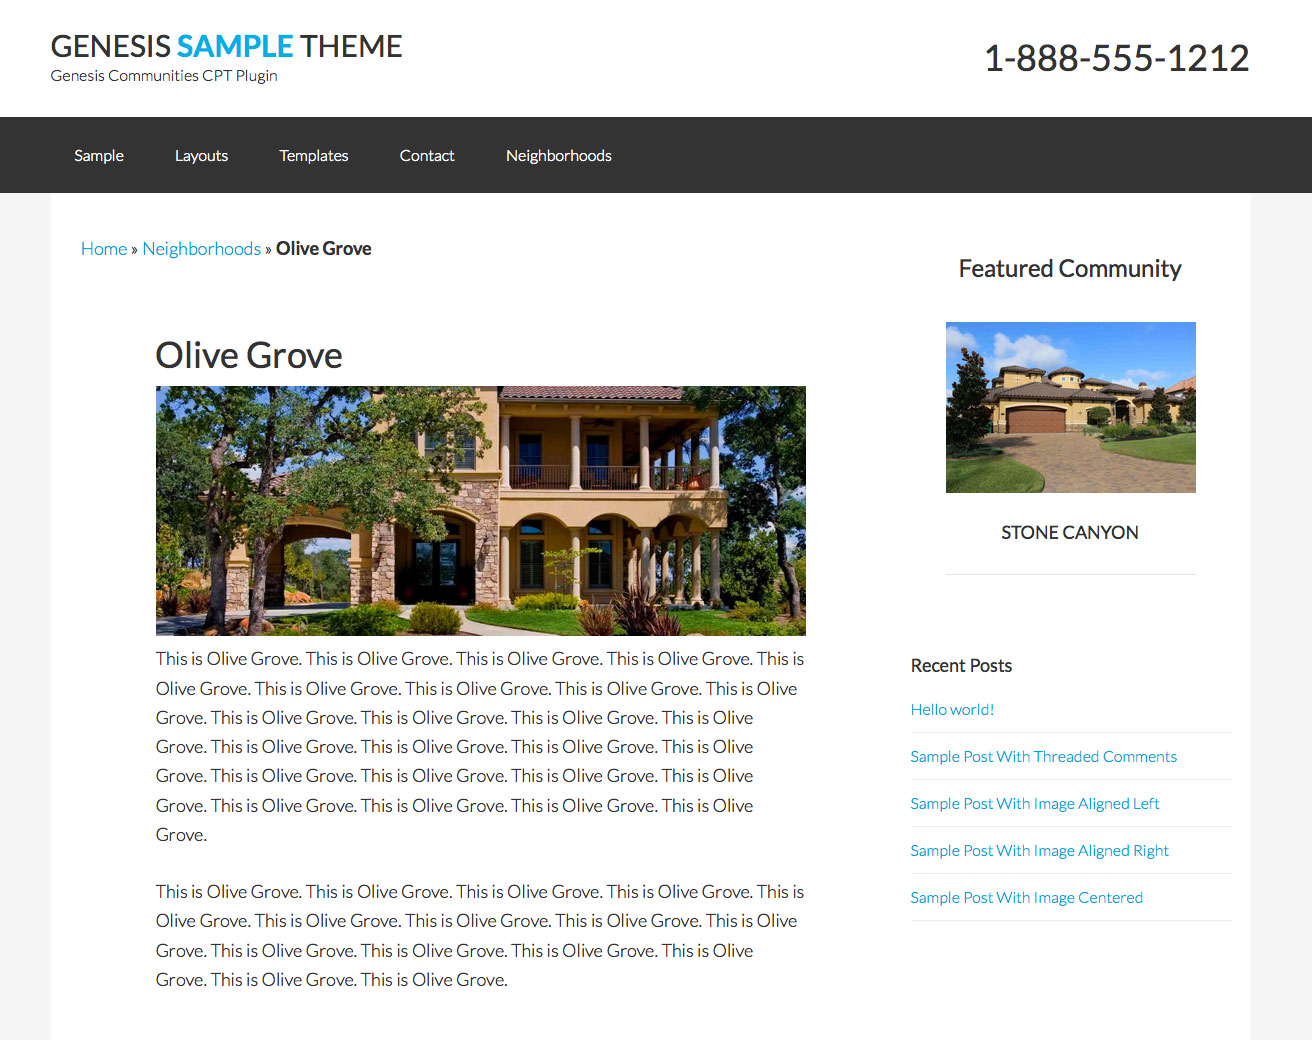 GENESIS SAMPLE THEME
Genesis Communities CPT Plugin
1-888-555-1212
Sample
Layouts
Templates
Contact
Neighborhoods
Home » Neighborhoods » Olive Grove
Olive Grove
This is Olive Grove. This is Olive Grove. This is Olive Grove. This is Olive Grove. This is
Olive Grove. This is Olive Grove. This is Olive Grove. This is Olive Grove. This is Olive
Grove. This is Olive Grove. This is Olive Grove. This is Olive Grove. This is Olive
Grove. This is Olive Grove. This is Olive Grove. This is Olive Grove. This is Olive
Grove. This is Olive Grove. This is Olive Grove. This is Olive Grove. This is Olive
Grove. This is Olive Grove. This is Olive Grove. This is Olive Grove. This is Olive
Grove.
This is Olive Grove. This is Olive Grove. This is Olive Grove. This is Olive Grove. This is
Olive Grove. This is Olive Grove. This is Olive Grove. This is Olive Grove. This is Olive
Grove. This is Olive Grove. This is Olive Grove. This is Olive Grove. This is Olive
Grove. This is Olive Grove. This is Olive Grove.
Featured Community
STONE CANYON
Recent Posts
Hello world!
Sample Post With Threaded Comments
Sample Post With Image Aligned Left
Sample Post With Image Aligned Right
Sample Post With Image Centered